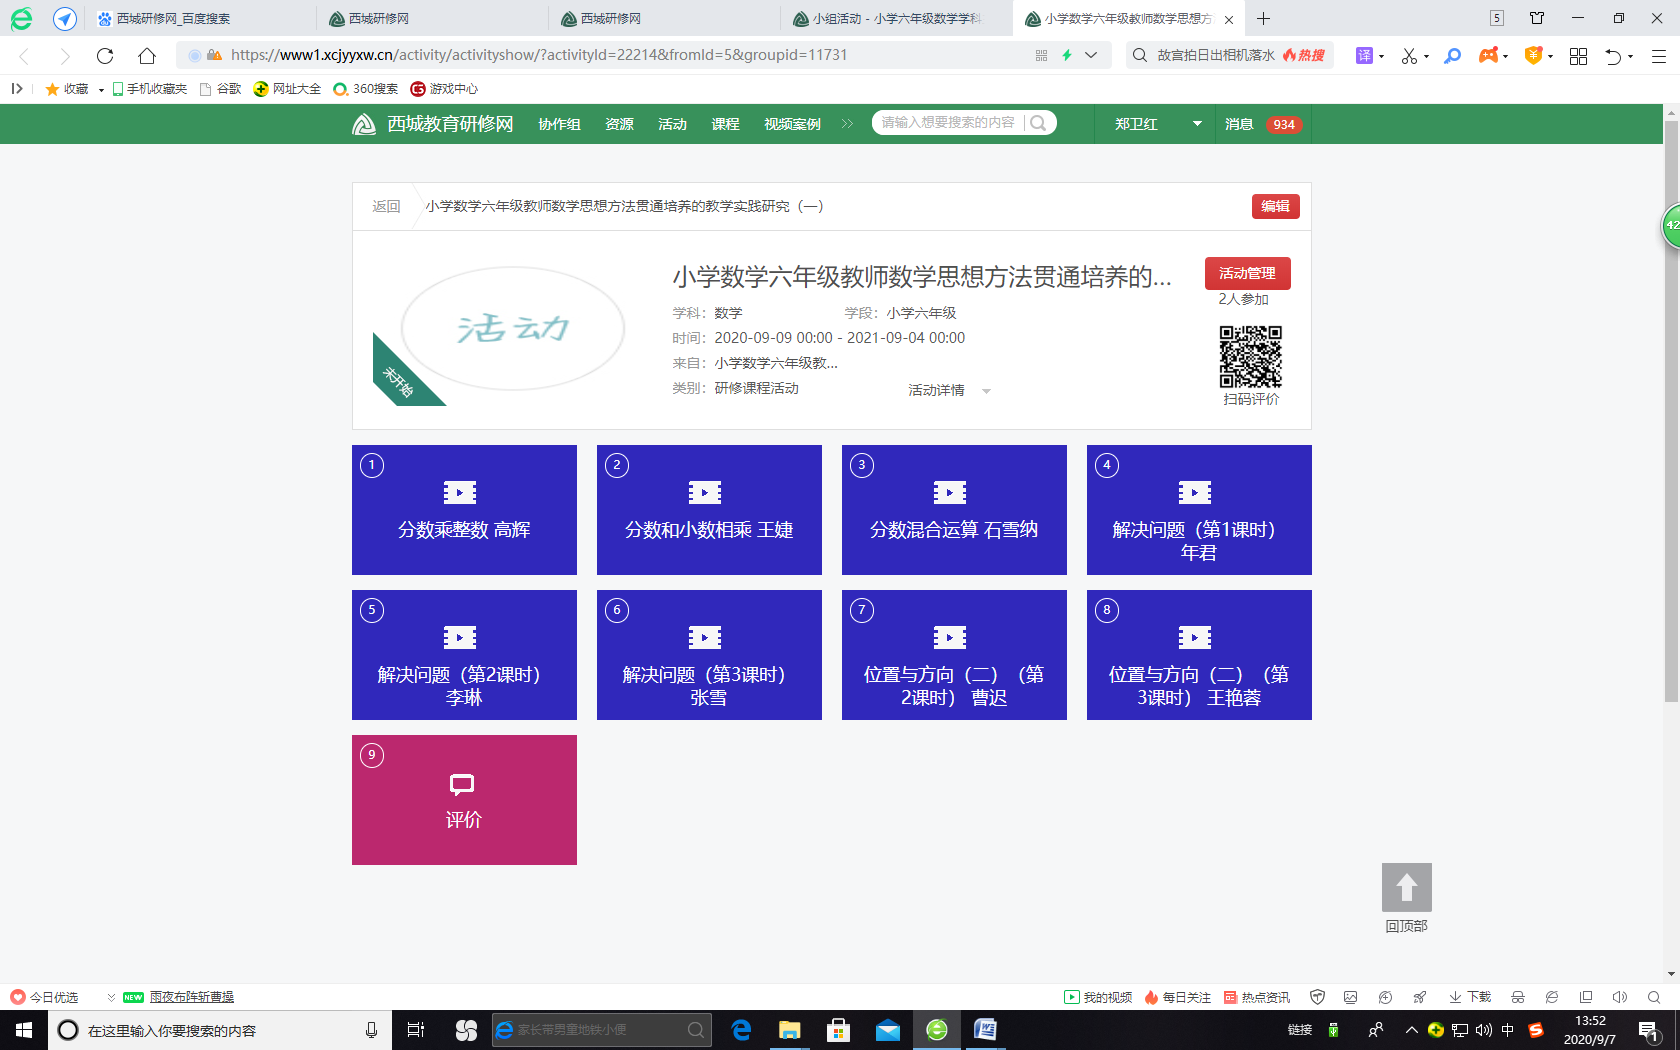 西城研修网_百度搜索
西城研修网
西城研修网
小组活动 - 小学六年级数学学科
小学数学六年级教师数学思想方
5
https://www1.xcjyyxw.cn/activity/activityshow/?activityId=22214&fromId=5&groupid=11731
故宫拍日出相机落水 热搜
译
收藏
手机收藏夹
谷歌
网址大全
360搜索
游戏中心
西城教育研修网
协作组
资源
活动
课程
视频案例
请输入想要搜索的内容
郑卫红
消息 934
42
返回
小学数学六年级教师数学思想方法贯通培养的教学实践研究（一）
编辑
活动
未开始
小学数学六年级教师数学思想方法贯通培养的...
学科：数学
学段：小学六年级
时间：2020-09-09 00:00 - 2021-09-04 00:00
来自：小学数学六年级教...
类别：研修课程活动
活动详情
活动管理
2人参加
扫码评价
1
分数乘整数 高辉
2
分数和小数相乘 王婕
3
分数混合运算 石雪纳
4
解决问题（第1课时）
年君
5
解决问题（第2课时）
李琳
6
解决问题（第3课时）
张雪
7
位置与方向（二）（第
2课时） 曹迟
8
位置与方向（二）（第
3课时） 王艳蓉
9
评价
回顶部
今日优选
NEW 雨夜布阵斩曹操
我的视频
每日关注
热点资讯
下载
在这里输入你要搜索的内容
家长带男童地铁小便
链接
中
13:52
2020/9/7
1